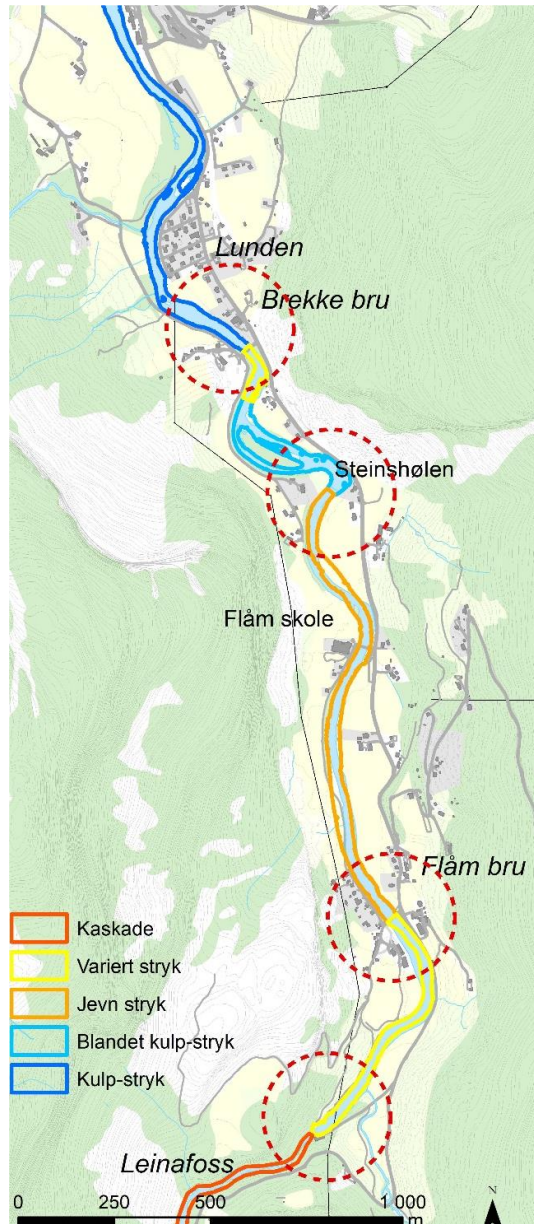 Lunden
Brekke bru
Steinshølen
Flåm skole
Flåm bru
Kaskade
Variert stryk
Jevn stryk
Blandet kulp-stryk
Kulp-stryk
Leinafoss
0 250 500 1 000
m
N